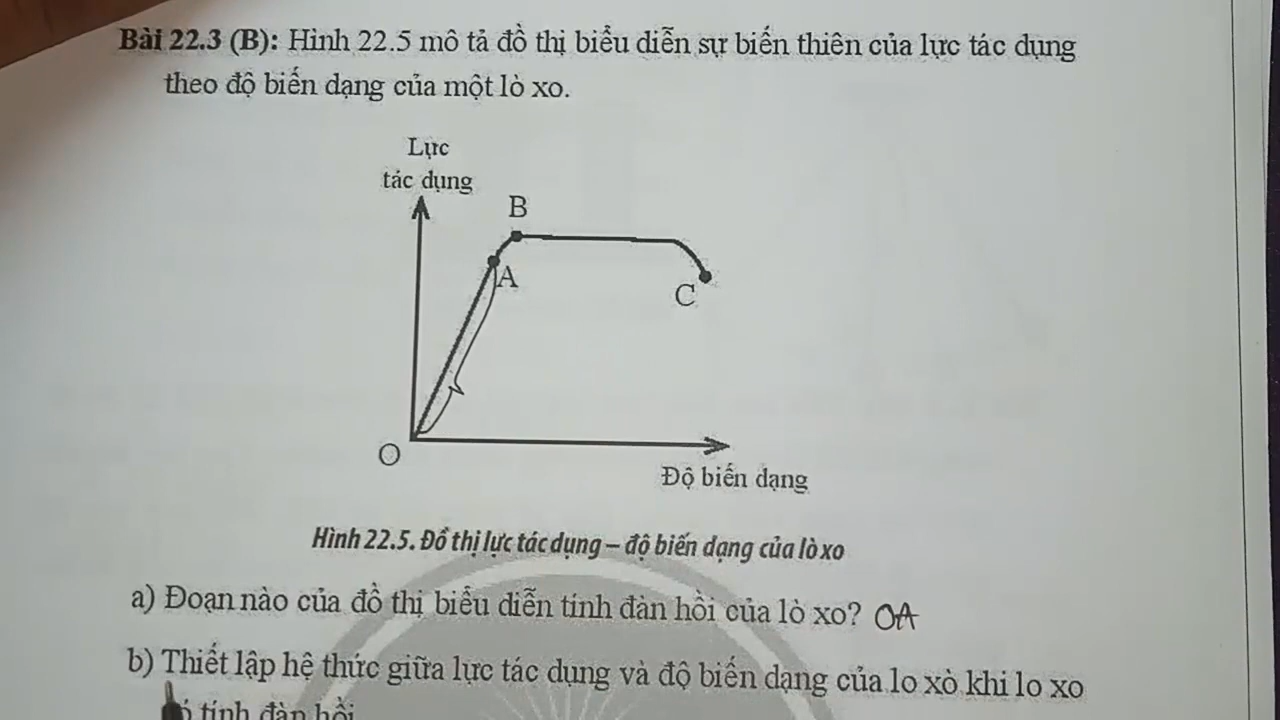 Bài 22.3 (B): Hình 22.5 mô tả đồ thị biểu diễn sự biến thiên của lực tác dụng
theo độ biến dạng của một lò xo.
Lực
tác dụng
B
A
C
O
Độ biến dạng
Hình 22.5. Đồ thị lực tác dụng – độ biến dạng của lò xo
a) Đoạn nào của đồ thị biểu diễn tính đàn hồi của lò xo? OA
b) Thiết lập hệ thức giữa lực tác dụng và độ biến dạng của lo xò khi lo xo
tính đàn hồi